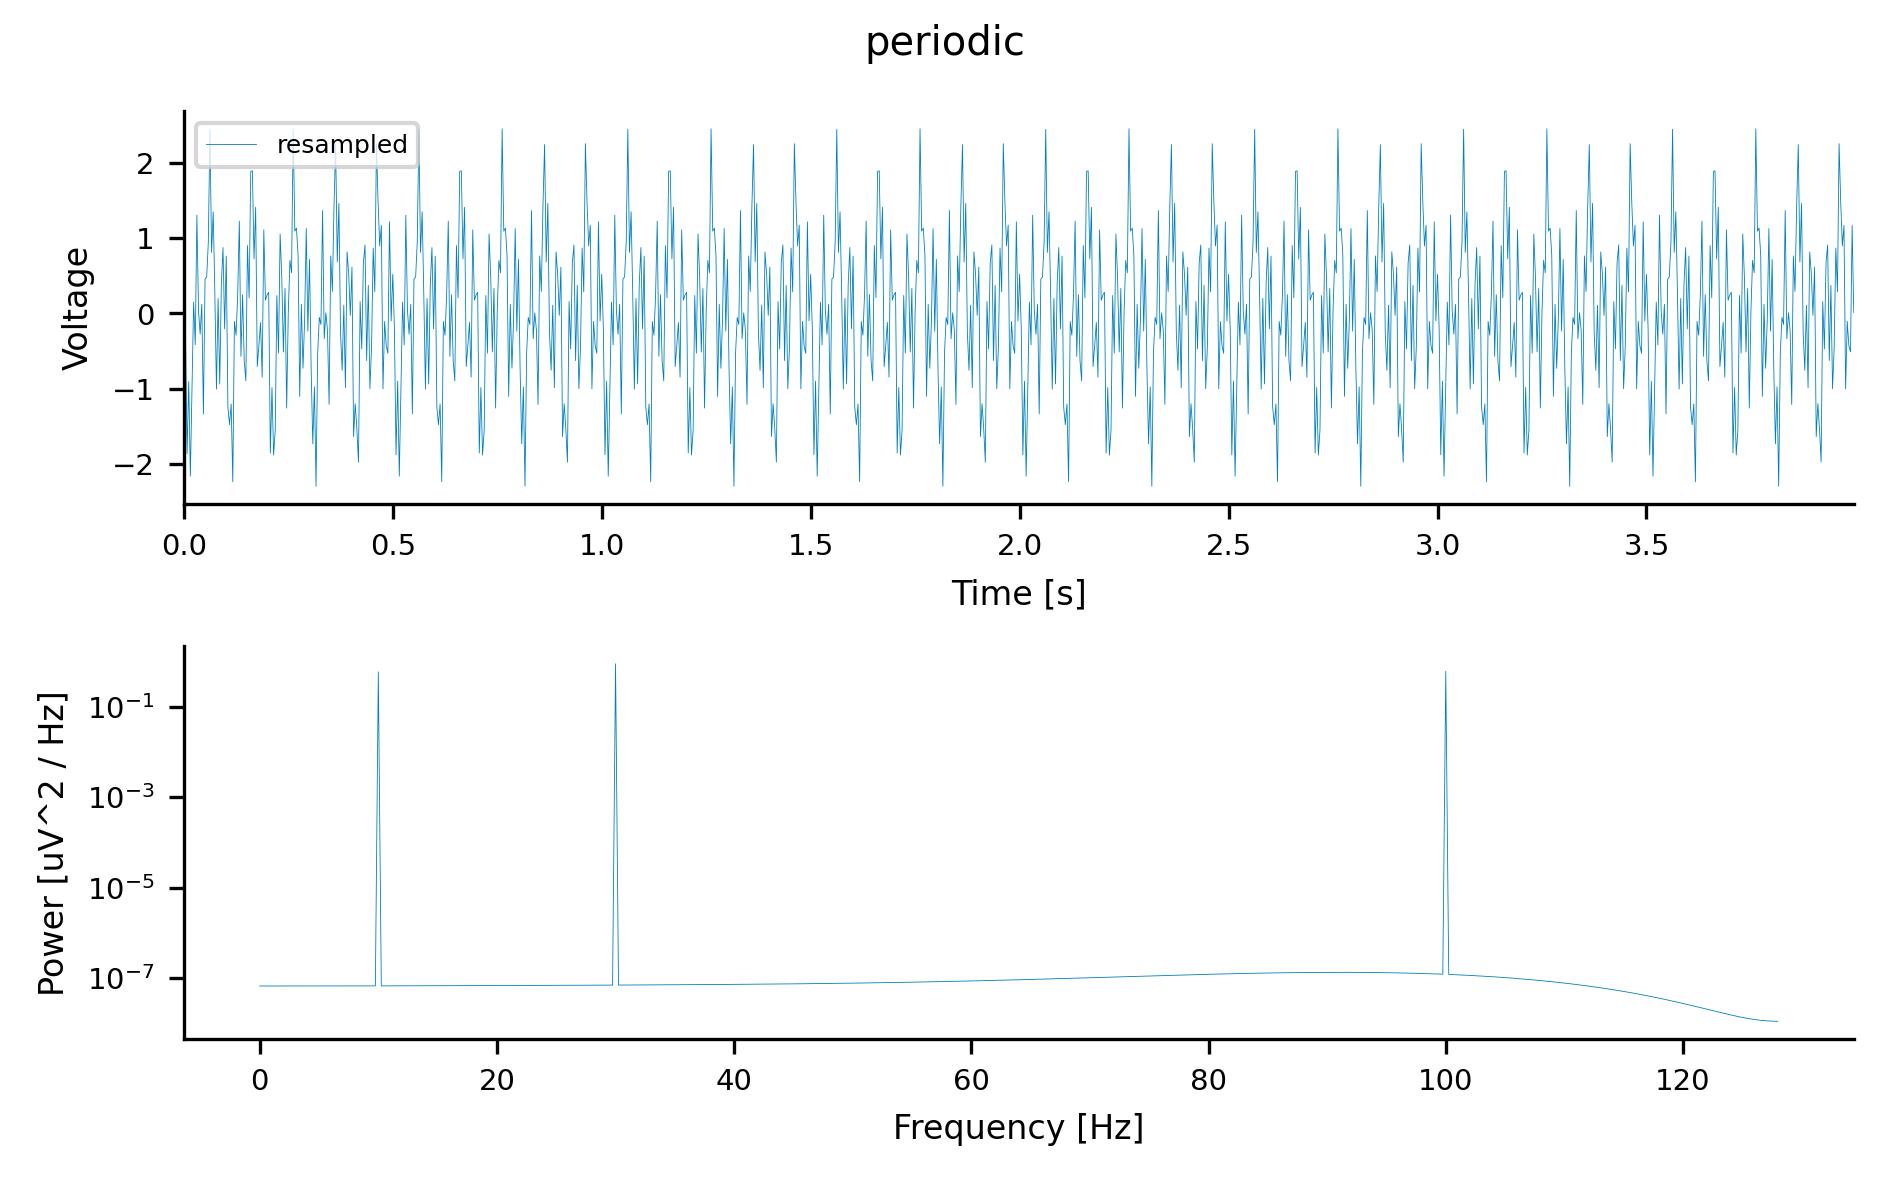 periodic
resampled
Voltage
2
1
0
−1
−2
0.0 0.5 1.0 1.5 2.0 2.5 3.0 3.5
Time [s]
Power [uV^2 / Hz]
10⁻¹
10⁻³
10⁻⁵
10⁻⁷
0 20 40 60 80 100 120
Frequency [Hz]